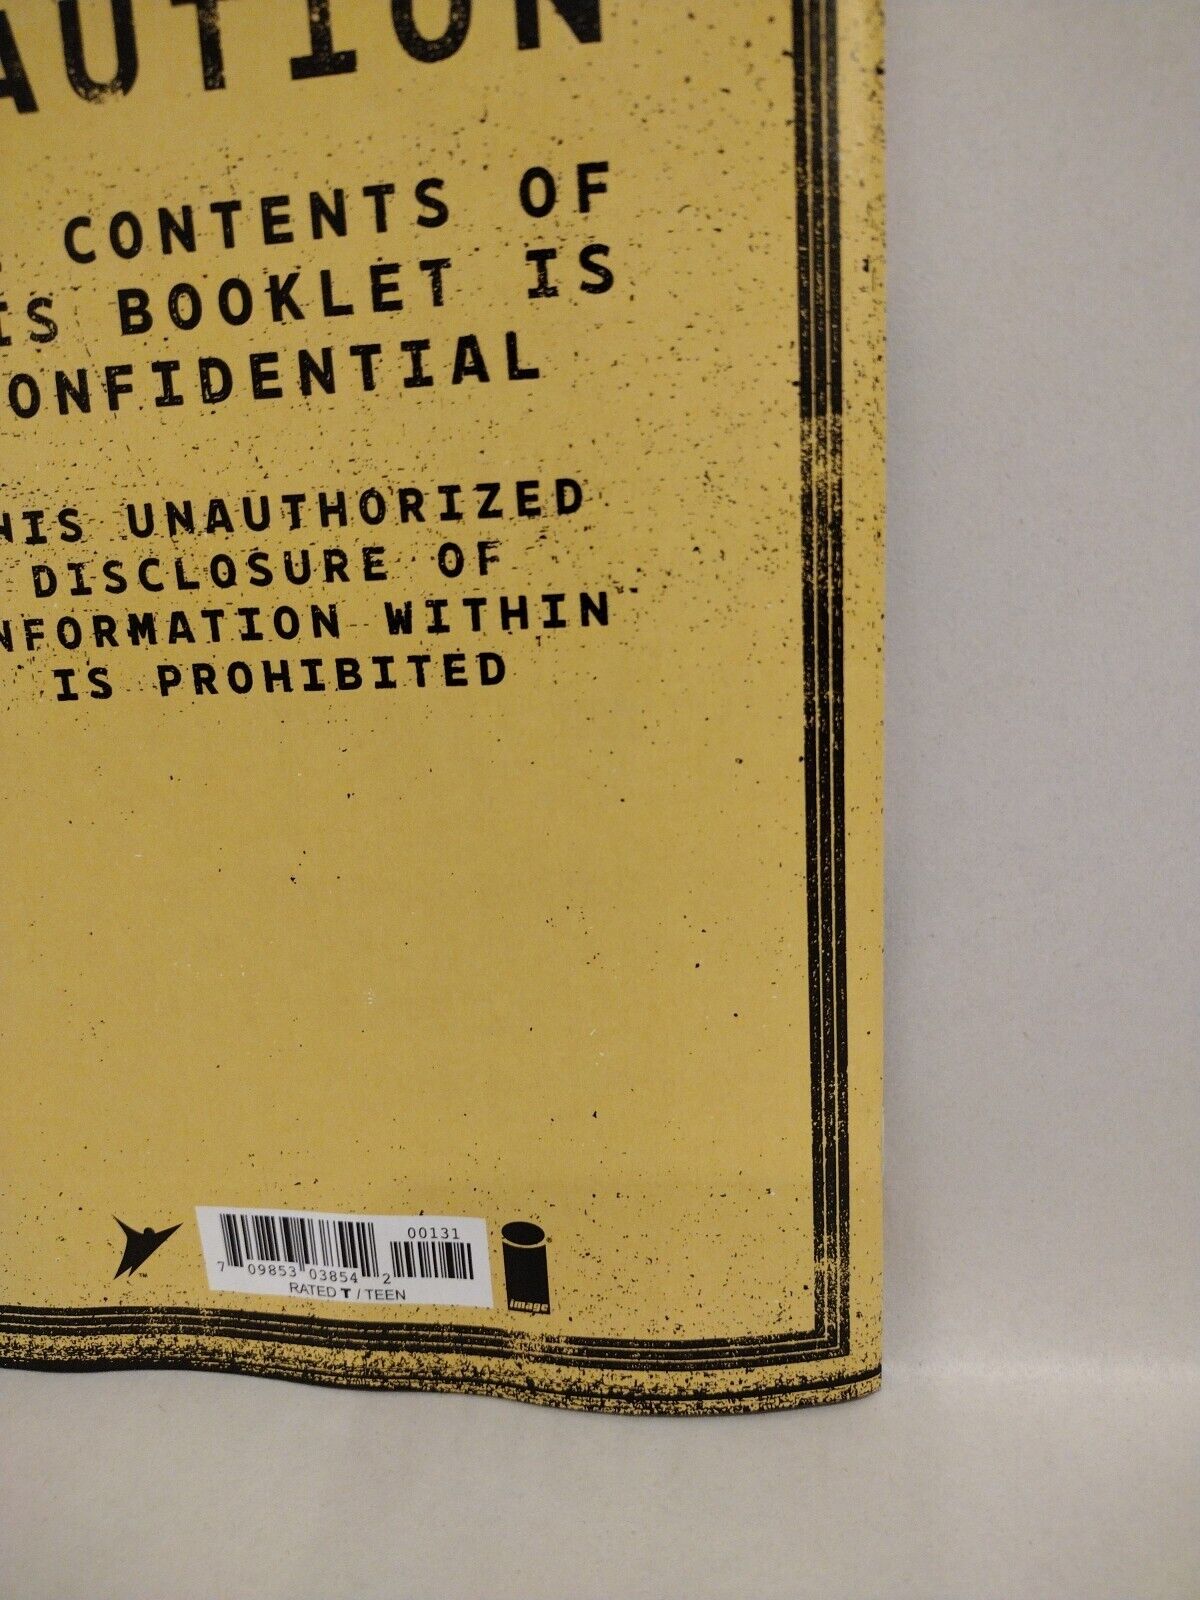 AUTION
CONTENTS OF
IS BOOKLET IS
ONFIDENTIAL
HIS UNAUTHORIZED
DISCLOSURE OF
NFORMATION WITHIN
IS PROHIBITED
00131
7 09853 03854 2
RATED T / TEEN
TM
image®